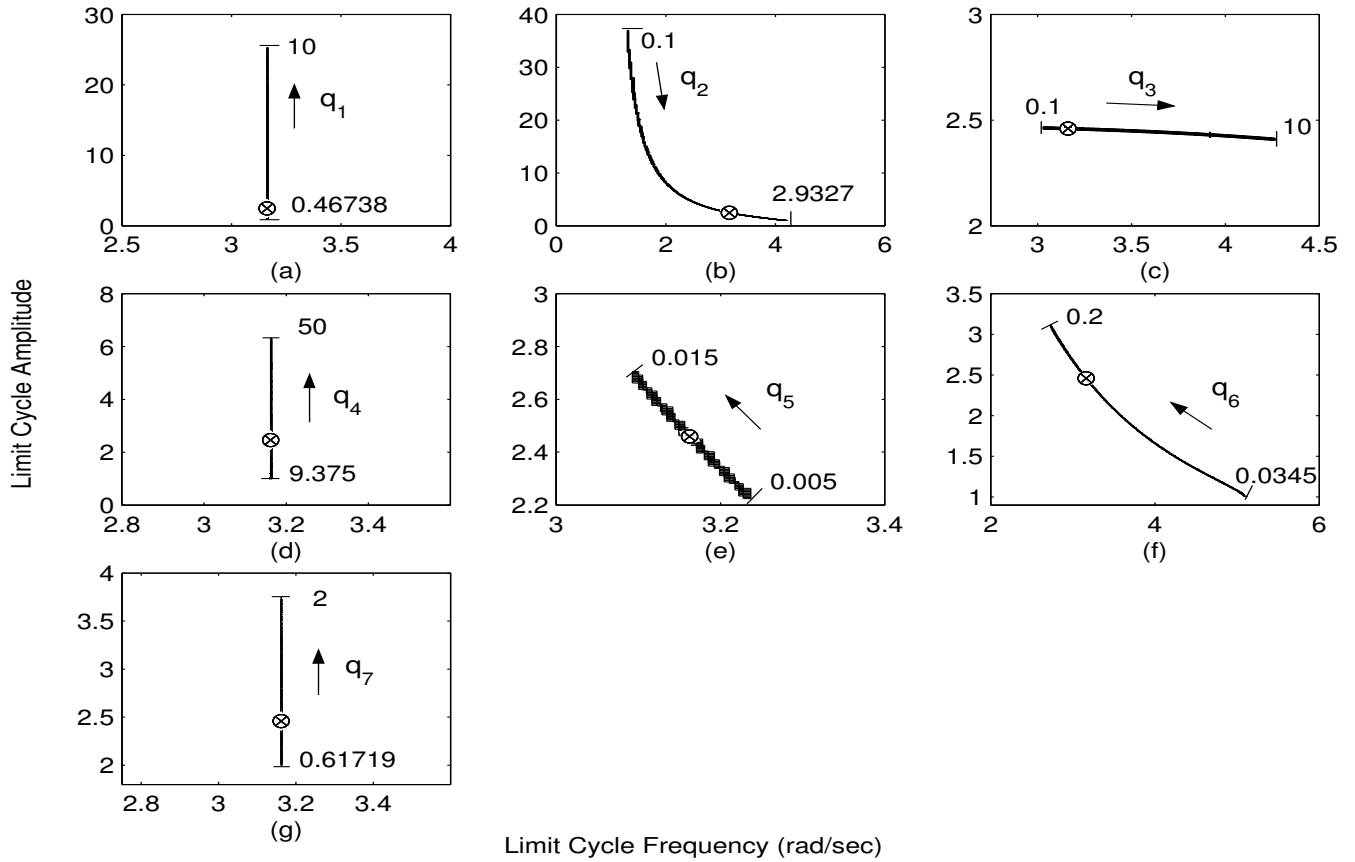 Limit Cycle Amplitude
30
20
10
0
2.5 3 3.5 4
10
q1
0.46738
(a)
40
30
20
10
0
0 2 4 6
0.1
q2
2.9327
(b)
3
2.5
2
3 3.5 4 4.5
0.1
q3
10
(c)
8
6
4
2
0
2.8 3 3.2 3.4
50
q4
9.375
(d)
3
2.8
2.6
2.4
2.2
3 3.2 3.4
0.015
q5
0.005
(e)
3.5
3
2.5
2
1.5
1
2 4 6
0.2
q6
0.0345
(f)
4
3.5
3
2.5
2
2.8 3 3.2 3.4
2
q7
0.61719
(g)
Limit Cycle Frequency (rad/sec)